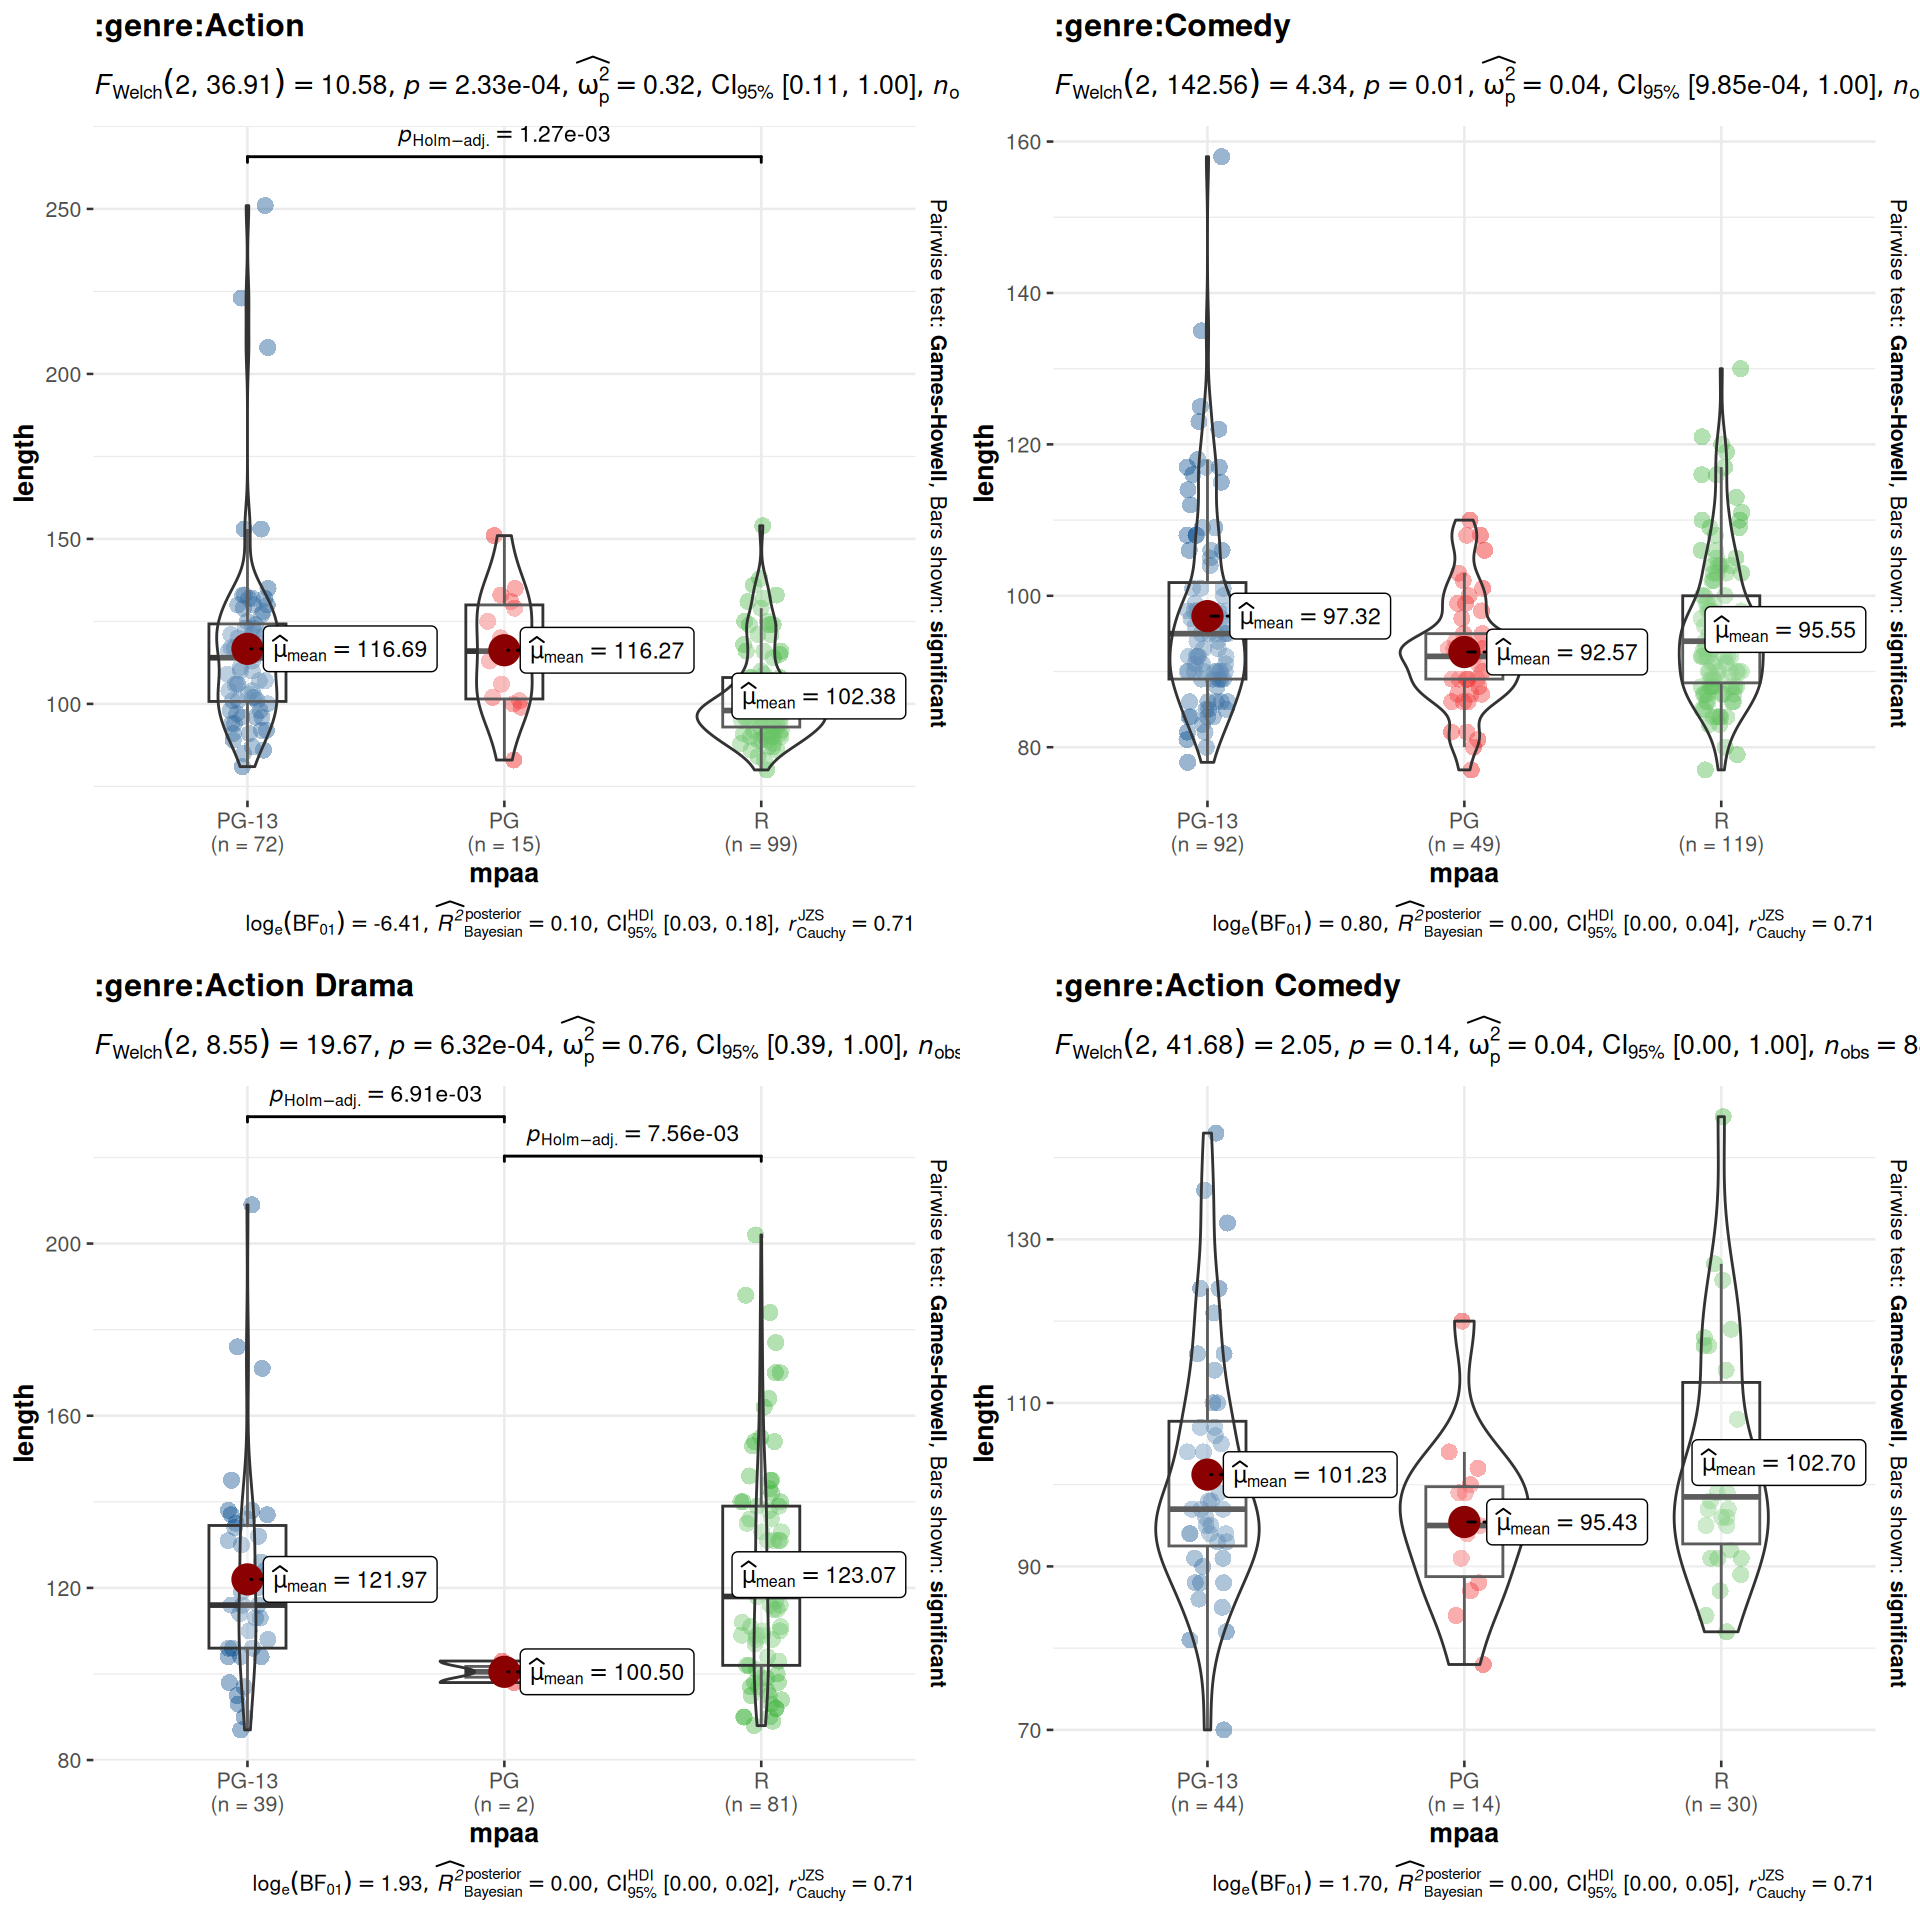 :genre:Action
F_Welch(2, 36.91) = 10.58, p = 2.33e-04, ω̂²_p = 0.32, CI_95% [0.11, 1.00], n_o
p_Holm−adj. = 1.27e-03
250
200
150
100
length
μ̂_mean = 116.69
μ̂_mean = 116.27
μ̂_mean = 102.38
Pairwise test: Games-Howell, Bars shown: significant
PG-13
(n = 72)
PG
(n = 15)
R
(n = 99)
mpaa
log_e(BF_01) = -6.41, R̂²^posterior_Bayesian = 0.10, CI^HDI_95% [0.03, 0.18], r^JZS_Cauchy = 0.71
:genre:Comedy
F_Welch(2, 142.56) = 4.34, p = 0.01, ω̂²_p = 0.04, CI_95% [9.85e-04, 1.00], n_o
160
140
120
100
80
length
μ̂_mean = 97.32
μ̂_mean = 92.57
μ̂_mean = 95.55
Pairwise test: Games-Howell, Bars shown: significant
PG-13
(n = 92)
PG
(n = 49)
R
(n = 119)
mpaa
log_e(BF_01) = 0.80, R̂²^posterior_Bayesian = 0.00, CI^HDI_95% [0.00, 0.04], r^JZS_Cauchy = 0.71
:genre:Action Drama
F_Welch(2, 8.55) = 19.67, p = 6.32e-04, ω̂²_p = 0.76, CI_95% [0.39, 1.00], n_obs
p_Holm−adj. = 6.91e-03
p_Holm−adj. = 7.56e-03
200
160
120
80
length
μ̂_mean = 121.97
μ̂_mean = 100.50
μ̂_mean = 123.07
Pairwise test: Games-Howell, Bars shown: significant
PG-13
(n = 39)
PG
(n = 2)
R
(n = 81)
mpaa
log_e(BF_01) = 1.93, R̂²^posterior_Bayesian = 0.00, CI^HDI_95% [0.00, 0.02], r^JZS_Cauchy = 0.71
:genre:Action Comedy
F_Welch(2, 41.68) = 2.05, p = 0.14, ω̂²_p = 0.04, CI_95% [0.00, 1.00], n_obs = 8
130
110
90
70
length
μ̂_mean = 101.23
μ̂_mean = 95.43
μ̂_mean = 102.70
Pairwise test: Games-Howell, Bars shown: significant
PG-13
(n = 44)
PG
(n = 14)
R
(n = 30)
mpaa
log_e(BF_01) = 1.70, R̂²^posterior_Bayesian = 0.00, CI^HDI_95% [0.00, 0.05], r^JZS_Cauchy = 0.71